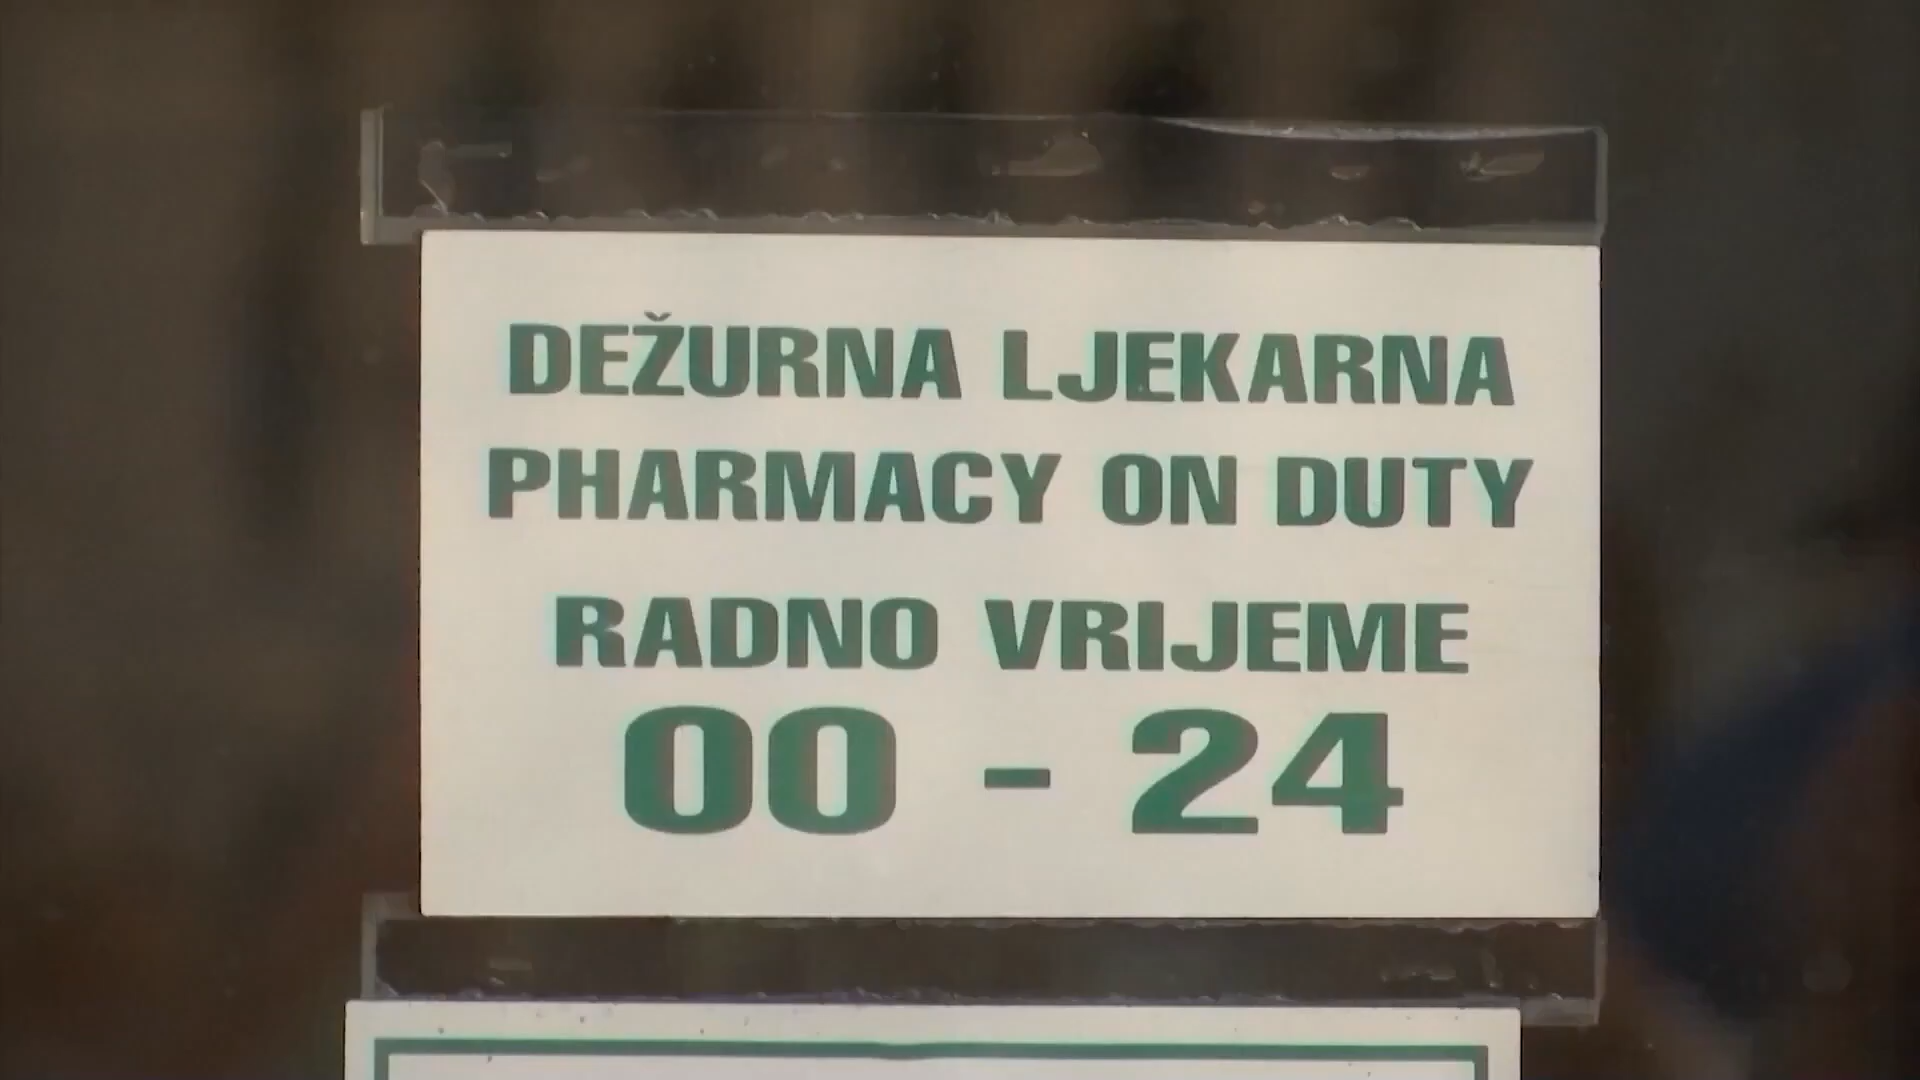 DEŽURNA LJEKARNA
PHARMACY ON DUTY
RADNO VRIJEME
00 - 24